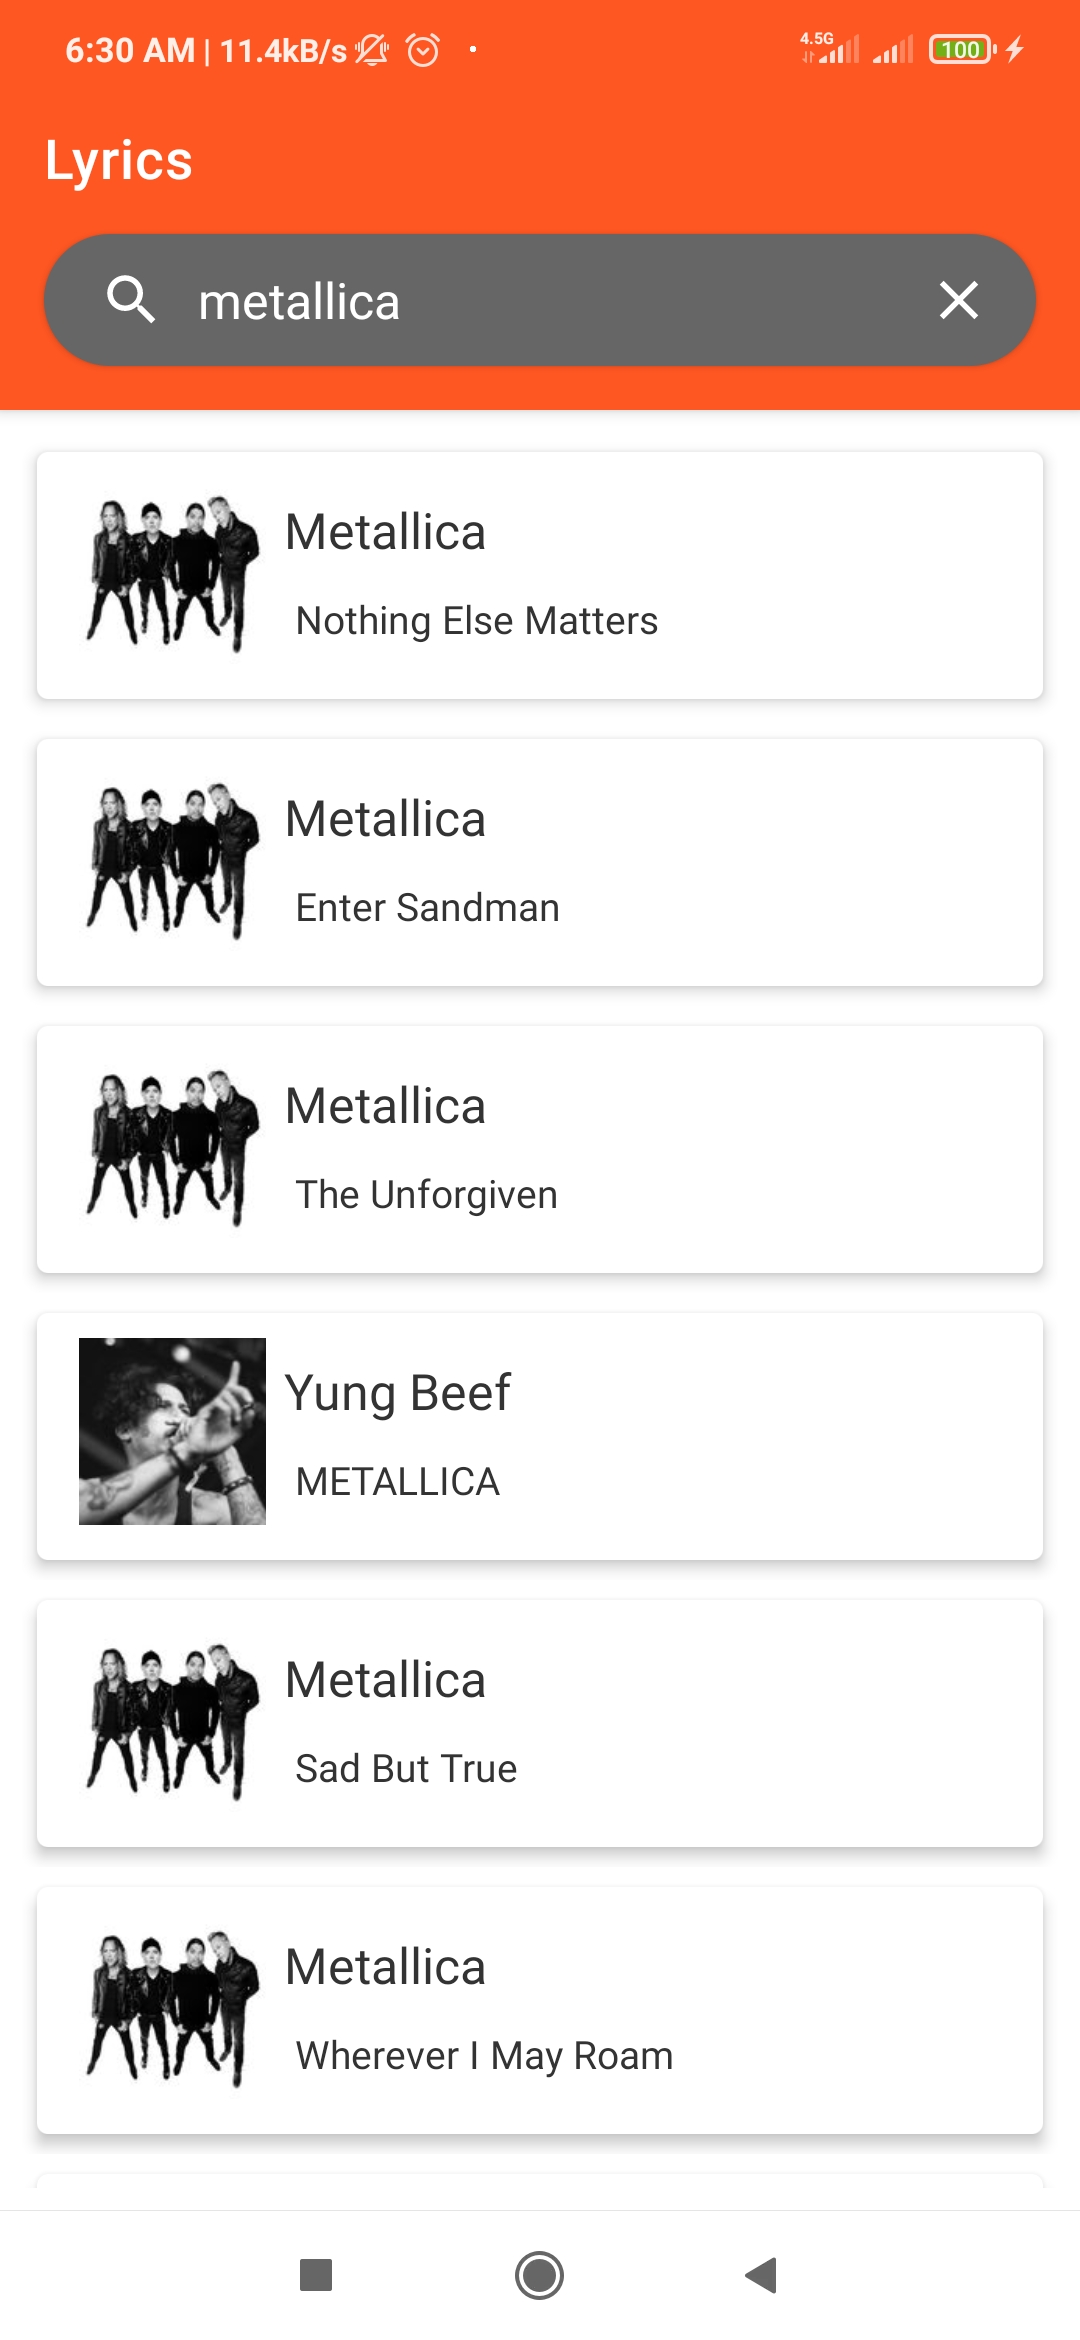 6:30 AM | 11.4kB/s 4.5G 100
Lyrics
metallica
Metallica
Nothing Else Matters
Metallica
Enter Sandman
Metallica
The Unforgiven
Yung Beef
METALLICA
Metallica
Sad But True
Metallica
Wherever I May Roam